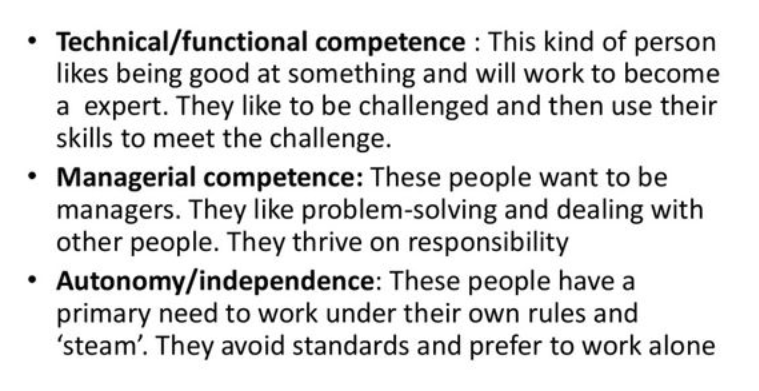 • Technical/functional competence : This kind of person
likes being good at something and will work to become
a  expert. They like to be challenged and then use their
skills to meet the challenge.
• Managerial competence: These people want to be
managers. They like problem-solving and dealing with
other people. They thrive on responsibility
• Autonomy/independence: These people have a
primary need to work under their own rules and
‘steam’. They avoid standards and prefer to work alone